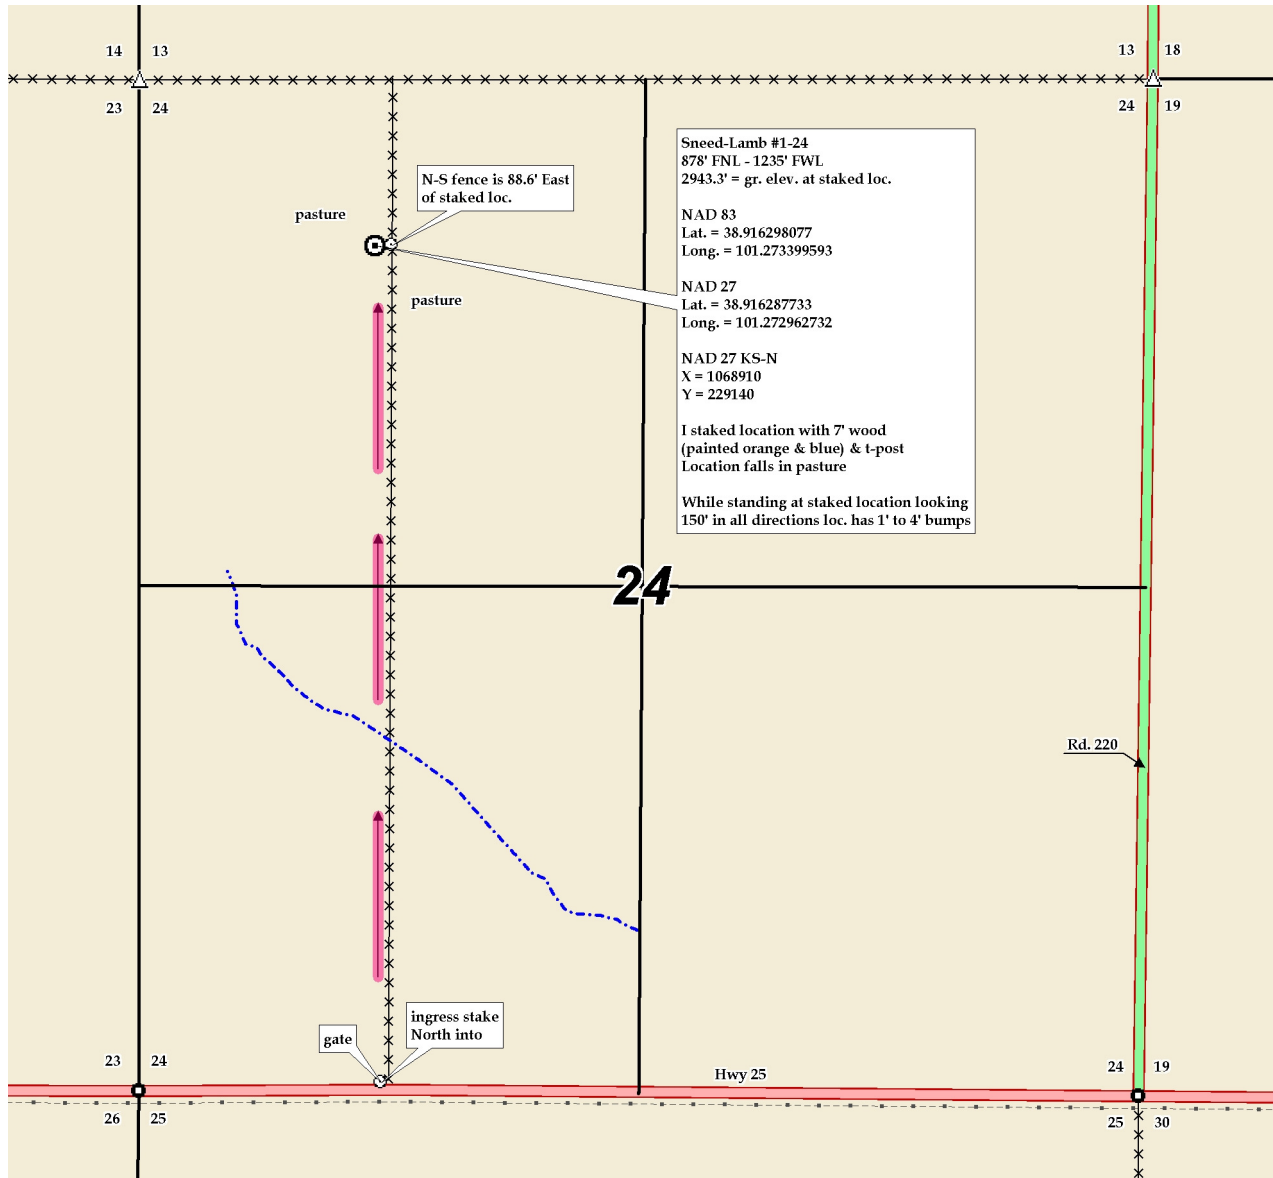 14 13
13 18
23 24
24 19
Sneed-Lamb #1-24
878' FNL - 1235' FWL
2943.3' = gr. elev. at staked loc.
NAD 83
Lat. = 38.916298077
Long. = 101.273399593
NAD 27
Lat. = 38.916287733
Long. = 101.272962732
NAD 27 KS-N
X = 1068910
Y = 229140
I staked location with 7' wood
(painted orange & blue) & t-post
Location falls in pasture
While standing at staked location looking
150' in all directions loc. has 1' to 4' bumps
N-S fence is 88.6' East
of staked loc.
pasture
pasture
24
Rd. 220
ingress stake
North into
gate
Hwy 25
23 24
24 19
26 25
25 30